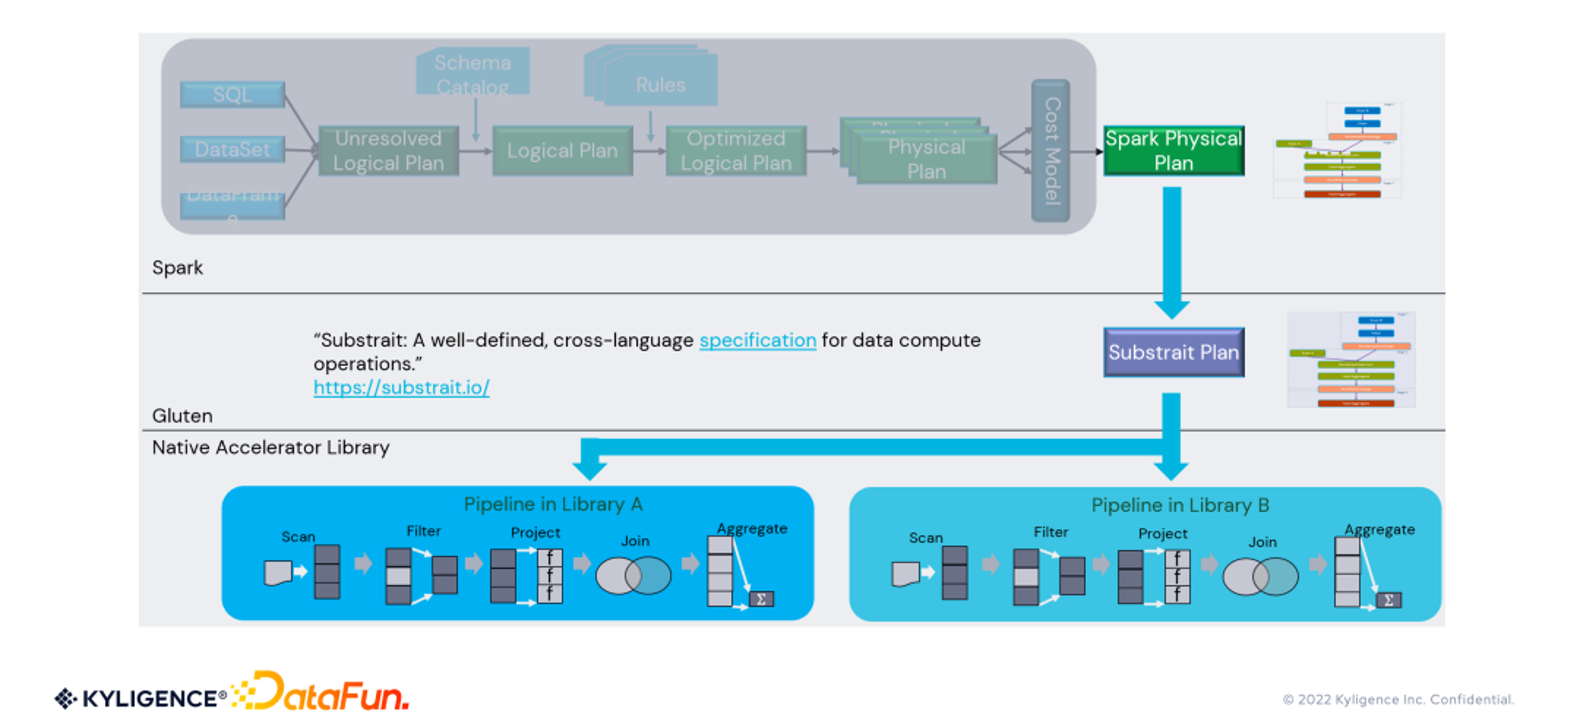 Schema
Catalog
Rules
SQL
DataSet
DataFram
e
Unresolved
Logical Plan
Logical Plan
Optimized
Logical Plan
Physical
Plan
Cost Model
Spark Physical
Plan
Spark
“Substrait: A well-defined, cross-language specification for data compute
operations.”
https://substrait.io/
Substrait Plan
Gluten
Native Accelerator Library
Pipeline in Library A
Scan
Filter
Project
Join
Aggregate
f
f
f
Σ
Pipeline in Library B
Scan
Filter
Project
Join
Aggregate
f
f
f
Σ
KYLIGENCE®
DataFun.
© 2022 Kyligence Inc. Confidential.